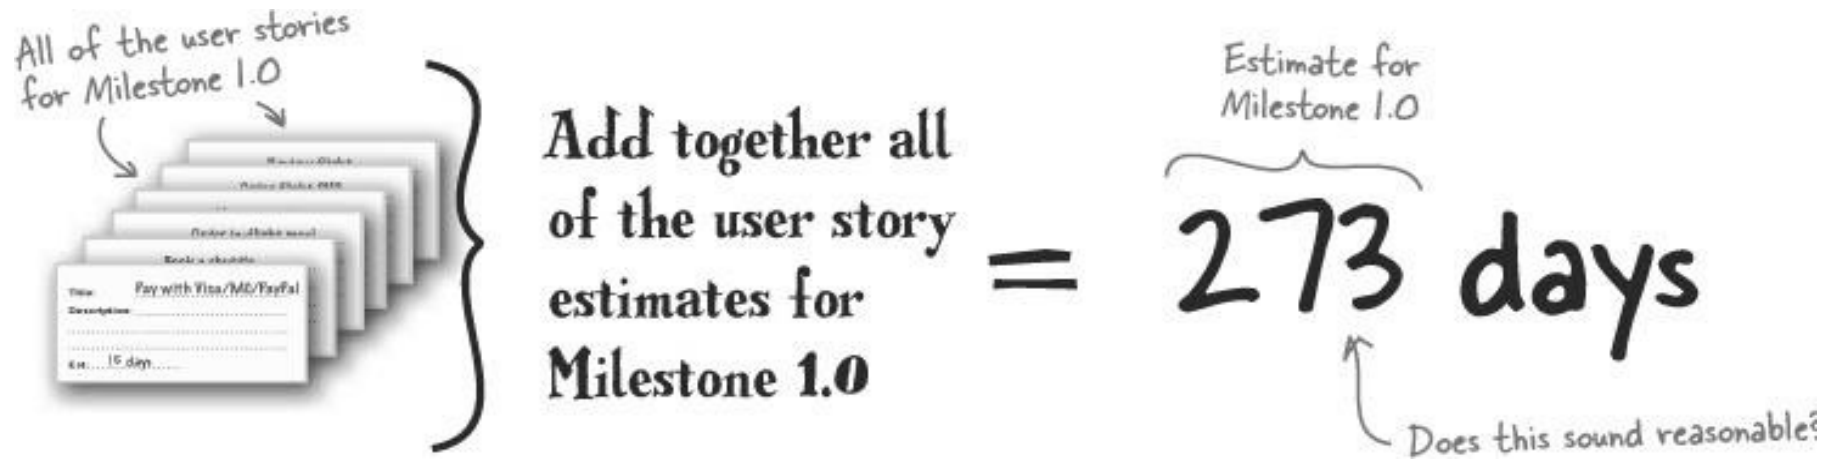 All of the user stories
for Milestone 1.0
Title: Pay with Visa/MC/PayPal
Description:
Est: 15 days
Add together all
of the user story
estimates for
Milestone 1.0
=
Estimate for
Milestone 1.0
273 days
Does this sound reasonable?